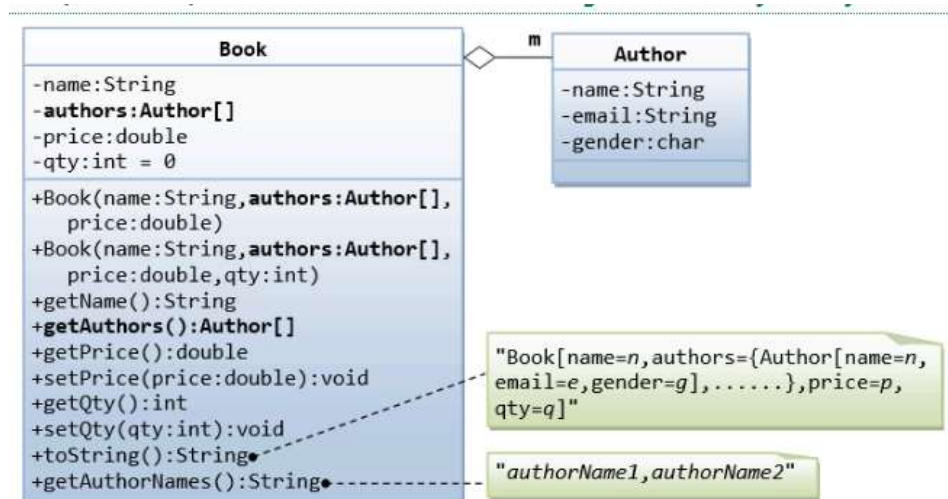 Book
-name:String
-authors:Author[]
-price:double
-qty:int = 0
+Book(name:String,authors:Author[],
price:double)
+Book(name:String,authors:Author[],
price:double,qty:int)
+getName():String
+getAuthors():Author[]
+getPrice():double
+setPrice(price:double):void
+getQty():int
+setQty(qty:int):void
+toString():String
+getAuthorNames():String
m
Author
-name:String
-email:String
-gender:char
"Book[name=n,authors={Author[name=n,
email=e,gender=g],......},price=p,
qty=q]"
"authorName1,authorName2"